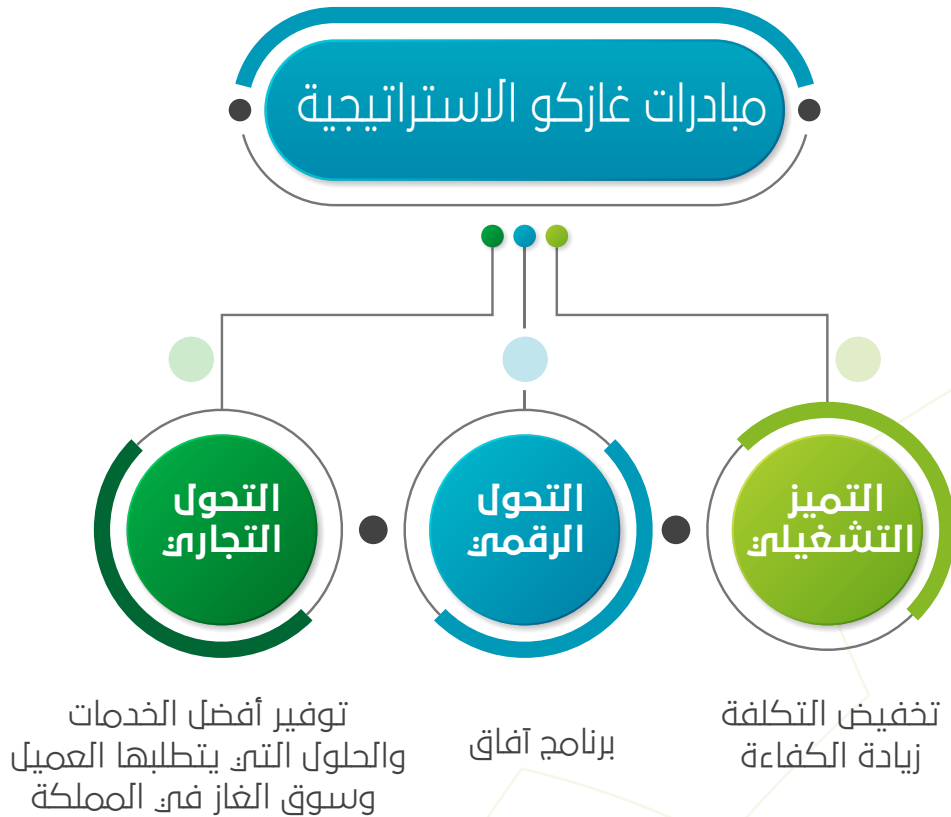 مبادرات غازكو الاستراتيجية
التميز
التشغيلي
تخفيض التكلفة
زيادة الكفاءة
التحول
الرقمي
برنامج آفاق
التحول
التجاري
توفير أفضل الخدمات
والحلول التي يتطلبها العميل
وسوق الغاز في المملكة